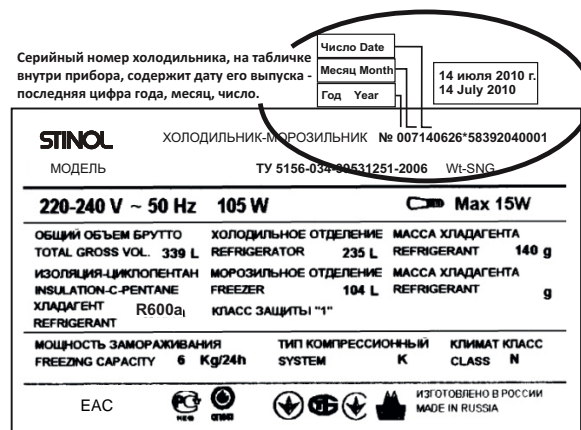 Серийный номер холодильника, на табличке
внутри прибора, содержит дату его выпуска -
последняя цифра года, месяц, число.
Число Date
Месяц Month
Год Year
14 июля 2010 г.
14 July 2010
STINOL ХОЛОДИЛЬНИК-МОРОЗИЛЬНИК № 007140626*58392040001
МОДЕЛЬ ТУ 5156-034-39531251-2006 Wt-SNG
220-240 V ~ 50 Hz 105 W Max 15W
ОБЩИЙ ОБЪЕМ БРУТТО ХОЛОДИЛЬНОЕ ОТДЕЛЕНИЕ МАССА ХЛАДАГЕНТА
TOTAL GROSS VOL. 339 L REFRIGERATOR 235 L REFRIGERANT 140 g
ИЗОЛЯЦИЯ-ЦИКЛОПЕНТАН МОРОЗИЛЬНОЕ ОТДЕЛЕНИЕ МАССА ХЛАДАГЕНТА
INSULATION-C-PENTANE FREEZER 104 L REFRIGERANT g
ХЛАДАГЕНТ R600a КЛАСС ЗАЩИТЫ "1"
REFRIGERANT
МОЩНОСТЬ ЗАМОРАЖИВАНИЯ ТИП КОМПРЕССИОННЫЙ КЛИМАТ КЛАСС
FREEZING CAPACITY 6 Kg/24h SYSTEM K CLASS N
EAC ИЗГОТОВЛЕНО В РОССИИ
MADE IN RUSSIA